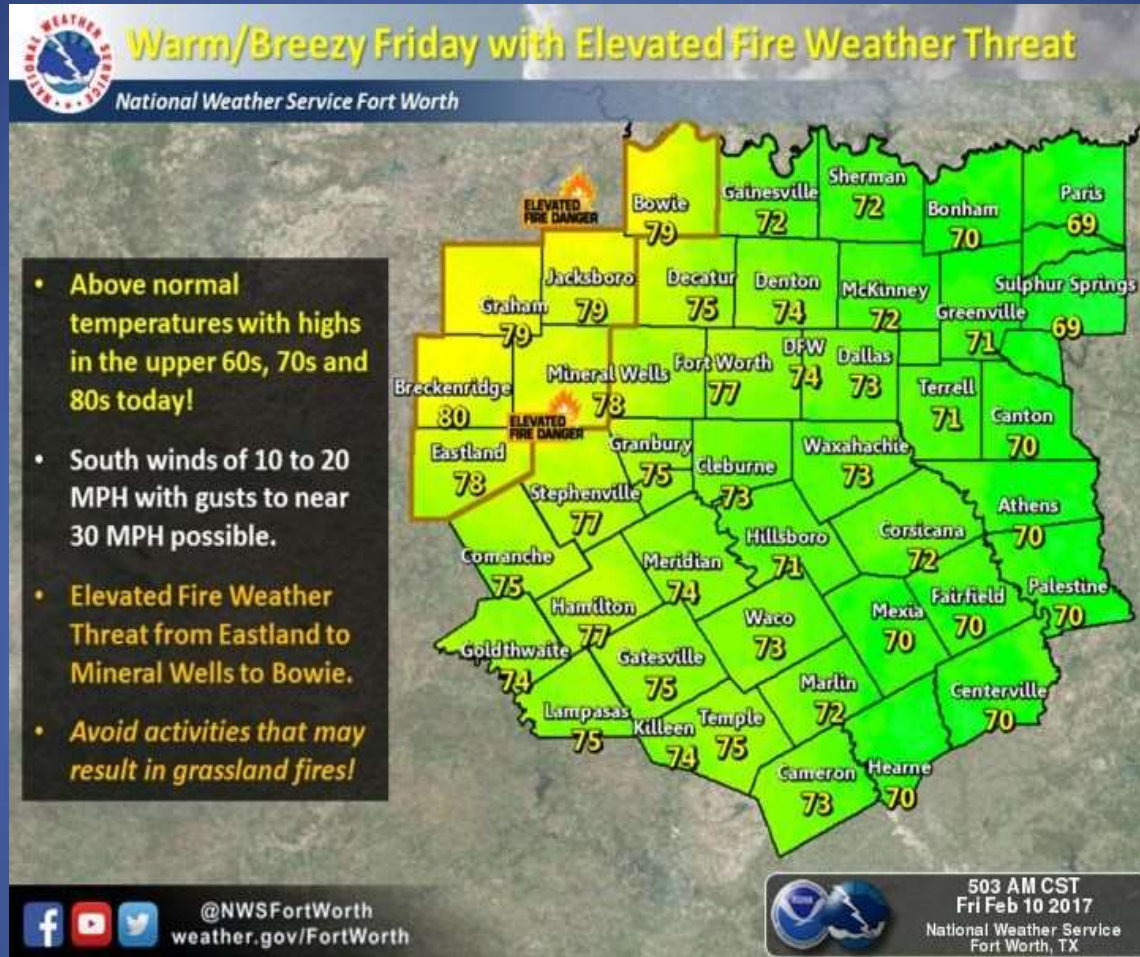 NATIONAL WEATHER SERVICE
Warm/Breezy Friday with Elevated Fire Weather Threat
National Weather Service Fort Worth
• Above normal
temperatures with highs
in the upper 60s, 70s and
80s today!
• South winds of 10 to 20
MPH with gusts to near
30 MPH possible.
• Elevated Fire Weather
Threat from Eastland to
Mineral Wells to Bowie.
• Avoid activities that may
result in grassland fires!
ELEVATED
FIRE DANGER
Bowie
79
Gainesville
72
Sherman
72
Bonham
70
Paris
69
Graham
79
Jacksboro
79
Decatur
75
Denton
74
McKinney
72
Greenville
71
Sulphur Springs
69
Breckenridge
80
Mineral Wells
78
Fort Worth
77
DFW
74
Dallas
73
Terrell
71
Canton
70
ELEVATED
FIRE DANGER
Eastland
78
Stephenville
77
Granbury
75
Cleburne
73
Waxahachie
73
Athens
70
Comanche
75
Hamilton
77
Meridian
74
Hillsboro
71
Corsicana
72
Palestine
70
Goldthwaite
74
Gatesville
75
Waco
73
Mexia
70
Fairfield
70
Lampasas
75
Killeen
74
Temple
75
Marlin
72
Centerville
70
Cameron
73
Hearne
70
@NWSFortWorth
weather.gov/FortWorth
NOAA
503 AM CST
Fri Feb 10 2017
National Weather Service
Fort Worth, TX